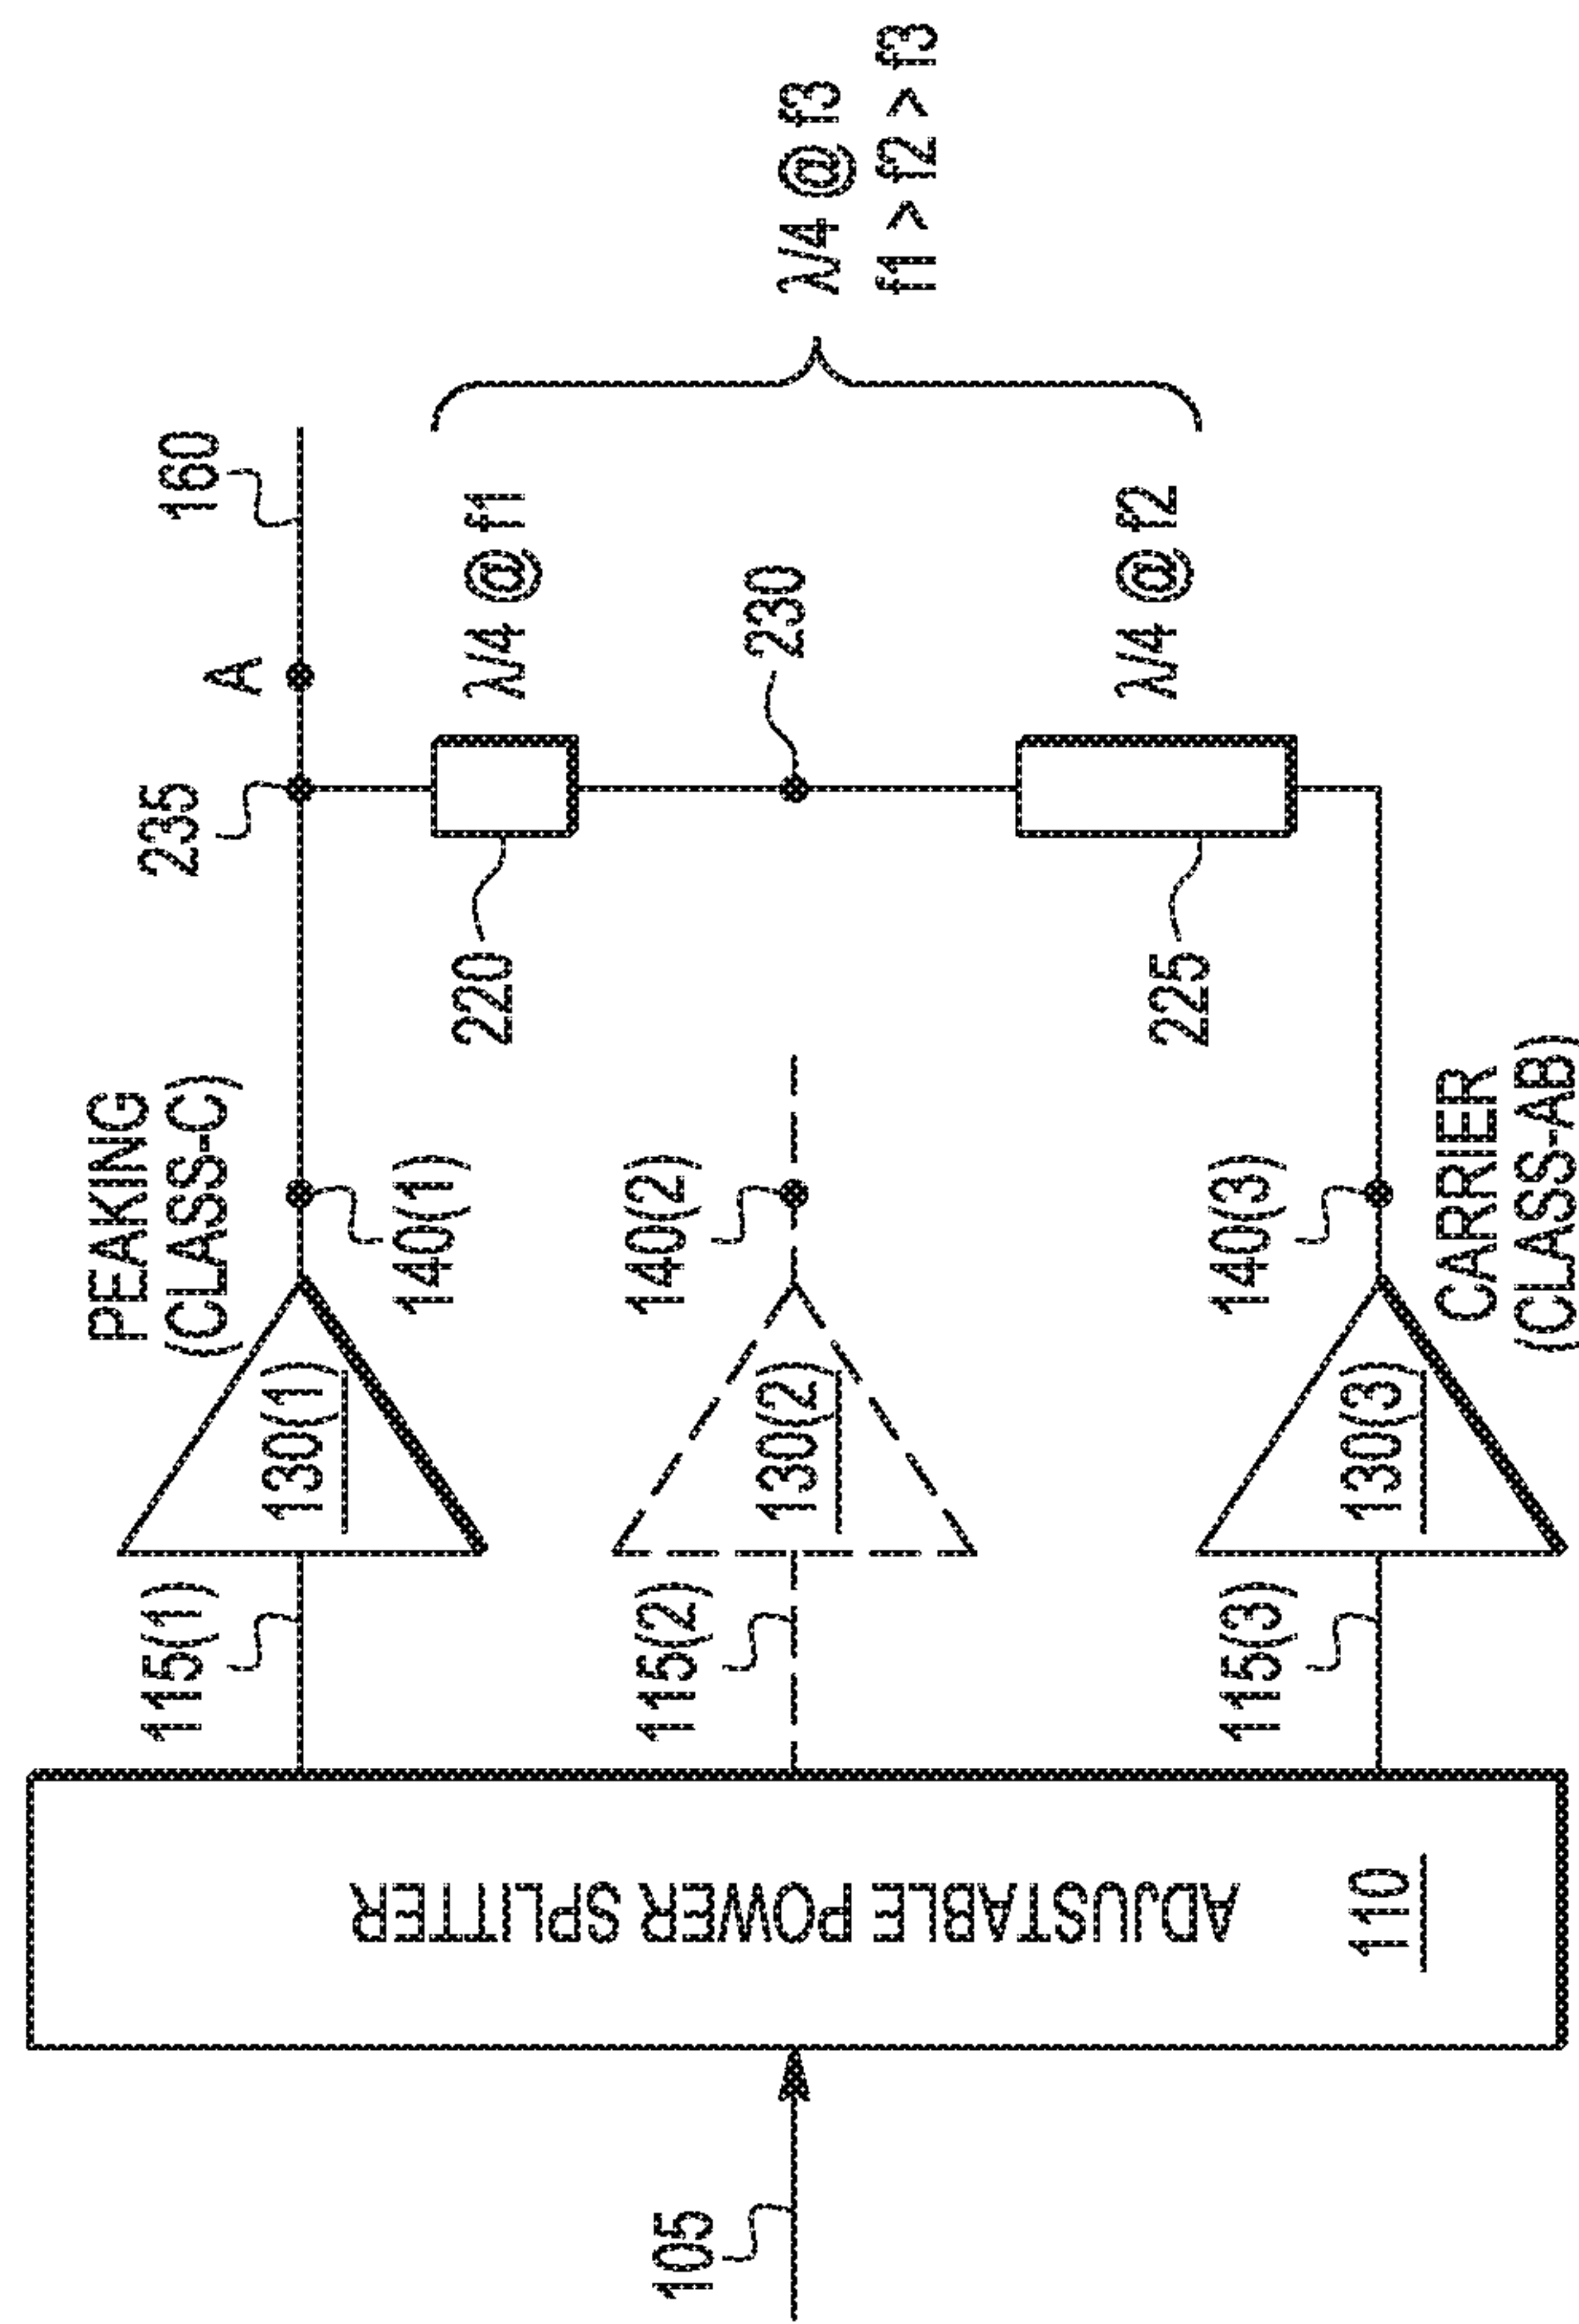 105
ADJUSTABLE POWER SPLITTER
110
115(1)
115(2)
115(3)
130(1)
130(2)
130(3)
PEAKING
(CLASS-C)
140(1)
140(2)
140(3)
CARRIER
(CLASS-AB)
235
A
160
220
λ/4 @ f1
230
225
λ/4 @ f2
λ/4 @ f3
f1 > f2 > f3